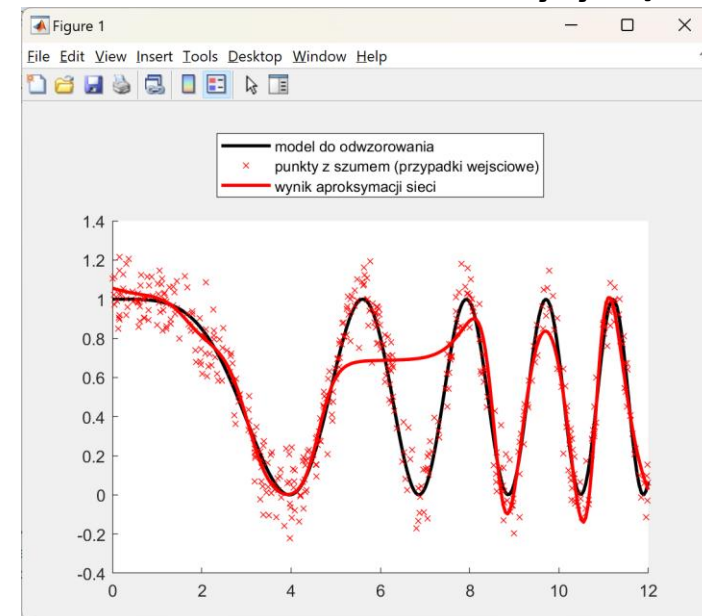 Figure 1
File Edit View Insert Tools Desktop Window Help
model do odwzorowania
punkty z szumem (przypadki wejsciowe)
wynik aproksymacji sieci
1.4
1.2
1
0.8
0.6
0.4
0.2
0
-0.2
-0.4
0 2 4 6 8 10 12